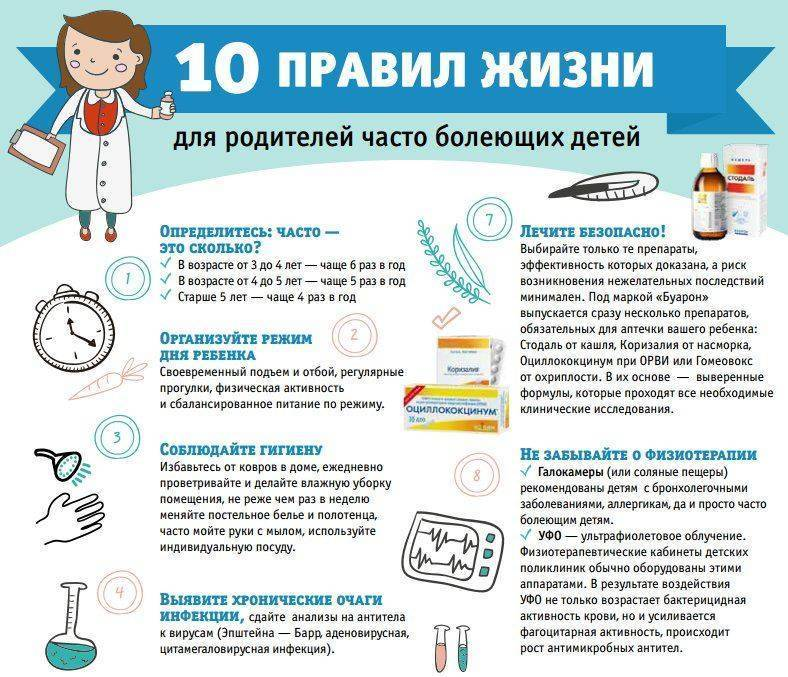 10 ПРАВИЛ ЖИЗНИ
для родителей часто болеющих детей
1
ОПРЕДЕЛИТЕСЬ: ЧАСТО —
ЭТО СКОЛЬКО?
В возрасте от 3 до 4 лет — чаще 6 раз в год
В возрасте от 4 до 5 лет — чаще 5 раз в год
Старше 5 лет — чаще 4 раз в год
2
ОРГАНИЗУЙТЕ РЕЖИМ
ДНЯ РЕБЕНКА
Своевременный подъем и отбой, регулярные
прогулки, физическая активность
и сбалансированное питание по режиму.
3
СОБЛЮДАЙТЕ ГИГИЕНУ
Избавьтесь от ковров в доме, ежедневно
проветривайте и делайте влажную уборку
помещения, не реже чем раз в неделю
меняйте постельное белье и полотенца,
часто мойте руки с мылом, используйте
индивидуальную посуду.
4
ВЫЯВИТЕ ХРОНИЧЕСКИЕ ОЧАГИ
ИНФЕКЦИИ, сдайте анализы на антитела
к вирусам (Эпштейна — Барр, аденовирусная,
цитамегаловирусная инфекция).
7
ЛЕЧИТЕ БЕЗОПАСНО!
Выбирайте только те препараты,
эффективность которых доказана, а риск
возникновения нежелательных последствий
минимален. Под маркой «Буарон»
выпускается сразу несколько препаратов,
обязательных для аптечки вашего ребенка:
Стодаль от кашля, Коризалия от насморка,
Оциллококцинум при ОРВИ или Гомеовокс
от охриплости. В их основе — выверенные
формулы, которые проходят все необходимые
клинические исследования.
СТОДАЛЬ
Коризалия
ОЦИЛЛОКОКЦИНУМ
8
НЕ ЗАБЫВАЙТЕ О ФИЗИОТЕРАПИИ
Галокамеры (или соляные пещеры)
рекомендованы детям с бронхолегочными
заболеваниями, аллергикам, да и просто часто
болеющим детям.
УФО — ультрафиолетовое облучение.
Физиотерапевтические кабинеты детских
поликлиник обычно оборудованы этими
аппаратами. В результате воздействия
УФО не только возрастает бактерицидная
активность крови, но и усиливается
фагоцитарная активность, происходит
рост антимикробных антител.